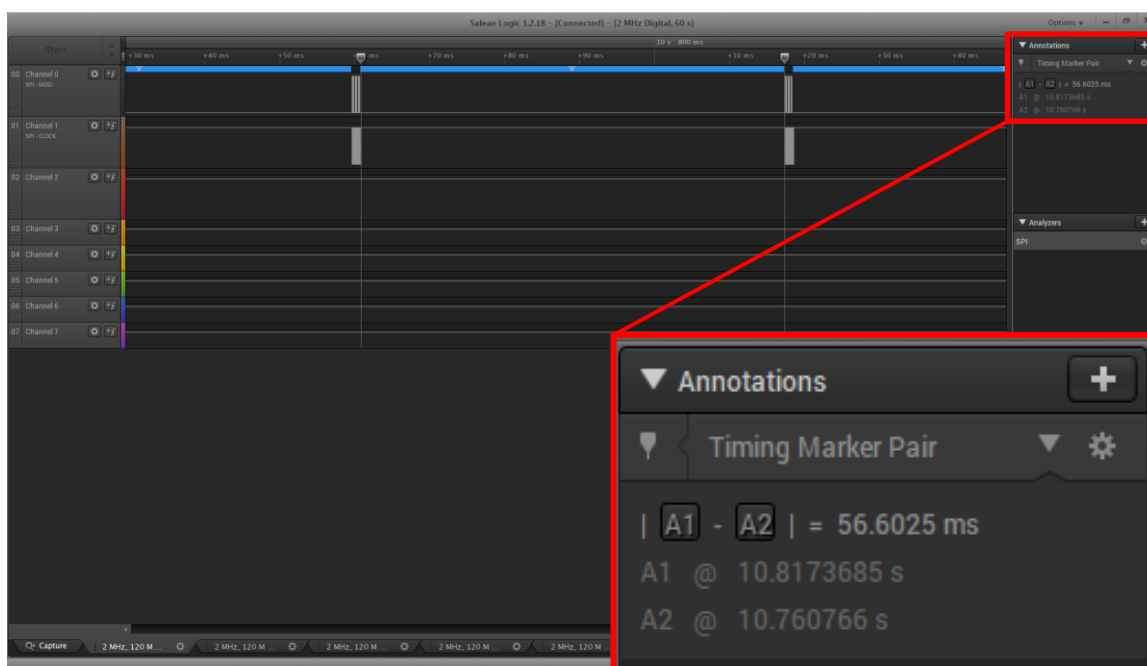 Saleae Logic 1.2.18 - [Connected] - [2 MHz Digital, 60 s]
Options
Start
10 s : 800 ms
+30 ms
+40 ms
+50 ms
ms
+70 ms
+80 ms
+90 ms
+10 ms
+20 ms
+30 ms
+40 ms
00 Channel 0
SPI - MOSI
01 Channel 1
SPI - CLOCK
02 Channel 2
03 Channel 3
04 Channel 4
05 Channel 5
06 Channel 6
07 Channel 7
Annotations
Timing Marker Pair
| A1 - A2 | = 56.6025 ms
A1 @ 10.8173685 s
A2 @ 10.760766 s
Analyzers
SPI
Annotations
Timing Marker Pair
| A1 - A2 | = 56.6025 ms
A1 @ 10.8173685 s
A2 @ 10.760766 s
Capture
2 MHz, 120 M ...
2 MHz, 120 M ...
2 MHz, 120 M ...
2 MHz, 120 M ...
2 MHz, 120 M